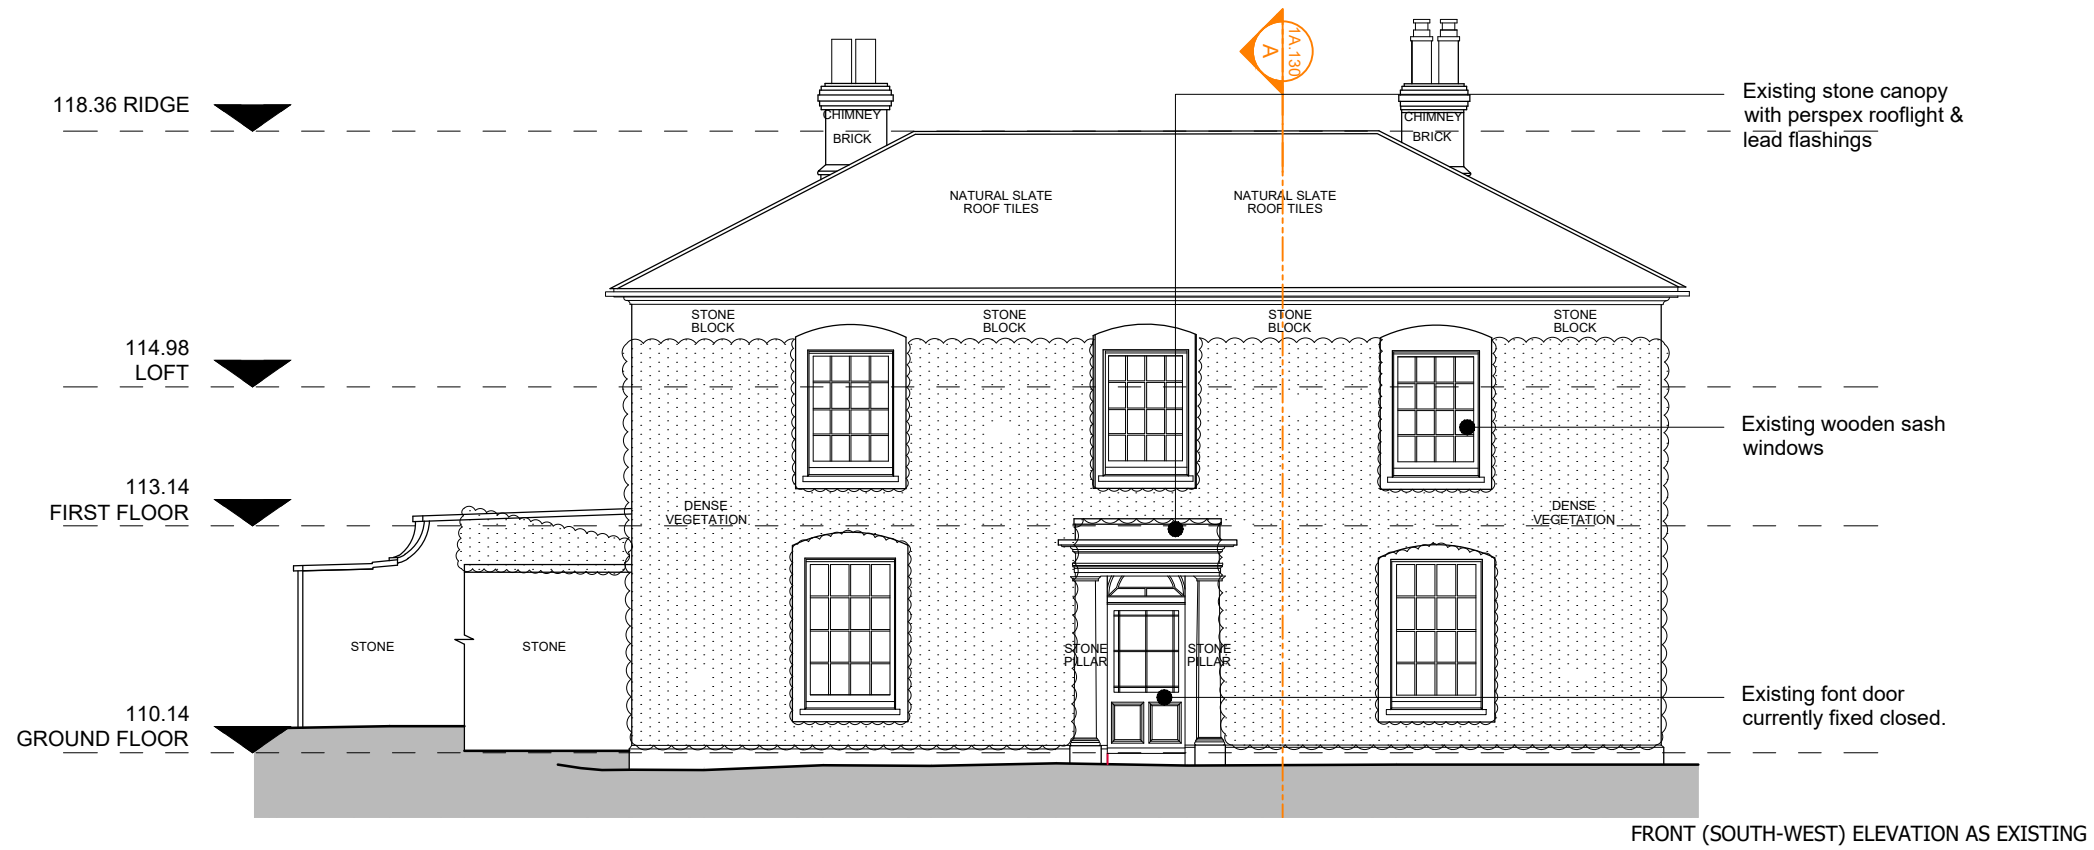 1A.130
A
118.36 RIDGE
CHIMNEY
BRICK
CHIMNEY
BRICK
Existing stone canopy
with perspex rooflight &
lead flashings
NATURAL SLATE
ROOF TILES
NATURAL SLATE
ROOF TILES
STONE
BLOCK
STONE
BLOCK
STONE
BLOCK
STONE
BLOCK
114.98
LOFT
Existing wooden sash
windows
113.14
FIRST FLOOR
DENSE
VEGETATION
DENSE
VEGETATION
STONE
STONE
STONE
PILLAR
STONE
PILLAR
Existing font door
currently fixed closed.
110.14
GROUND FLOOR
FRONT (SOUTH-WEST) ELEVATION AS EXISTING